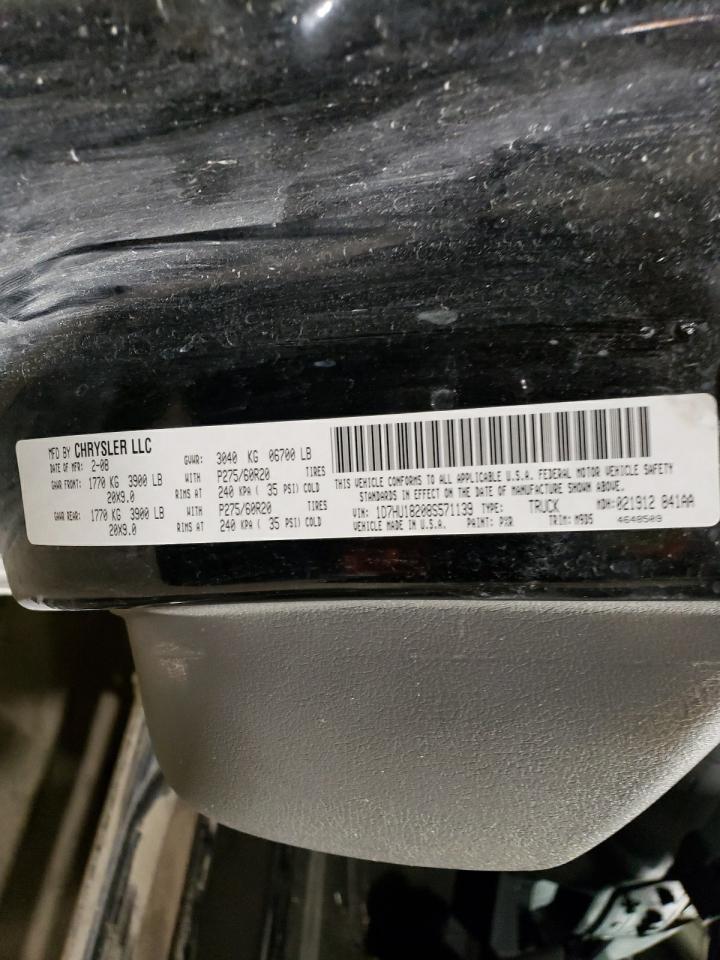 MFD BY CHRYSLER LLC
DATE OF MFR: 2-08 GVWR: 3040 KG 06700 LB
GAWR FRONT: 1770 KG 3900 LB WITH P275/60R20 TIRES
20X9.0 RIMS AT 240 KPA ( 35 PSI) COLD
GAWR REAR: 1770 KG 3900 LB WITH P275/60R20 TIRES
20X9.0 RIMS AT 240 KPA ( 35 PSI) COLD
THIS VEHICLE CONFORMS TO ALL APPLICABLE U.S.A. FEDERAL MOTOR VEHICLE SAFETY
STANDARDS IN EFFECT ON THE DATE OF MANUFACTURE SHOWN ABOVE.
VIN: 1D7HU18208S571139 TYPE: TRUCK MDH: 021912 841AA
VEHICLE MADE IN U.S.A. PAINT: PXR TRIM: M9D5 4648509